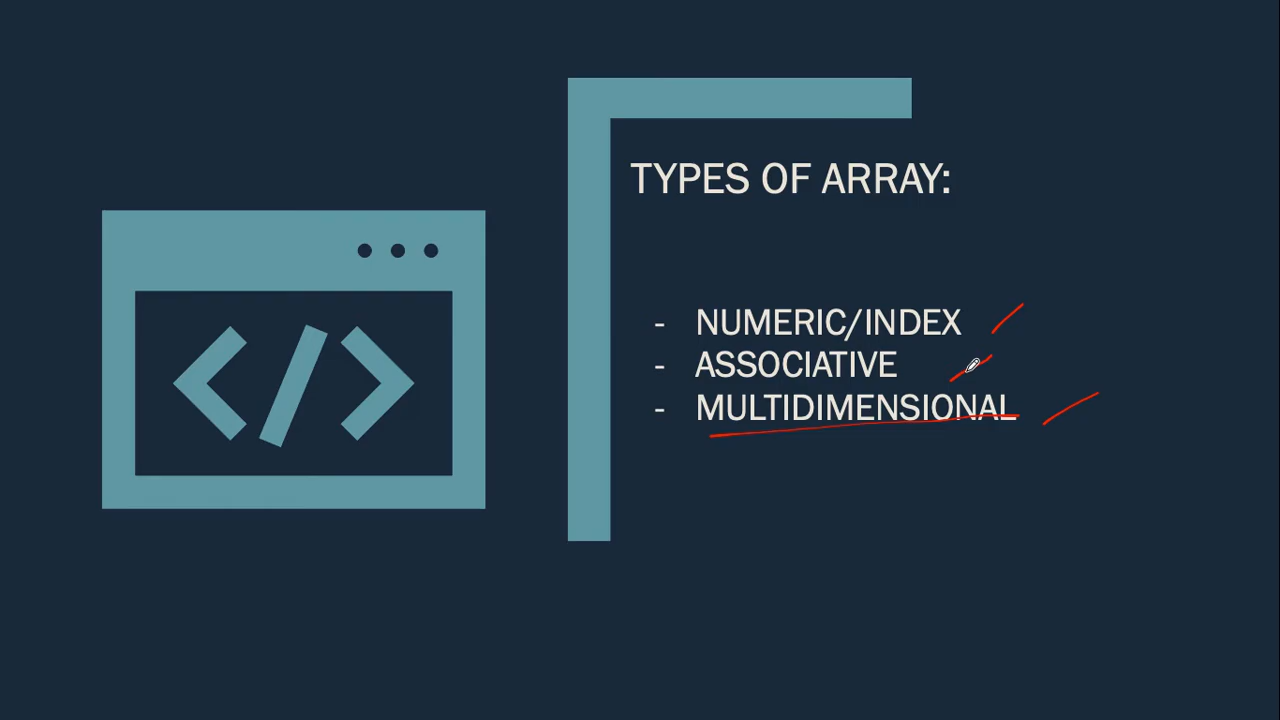 TYPES OF ARRAY:
- NUMERIC/INDEX
- ASSOCIATIVE
- MULTIDIMENSIONAL